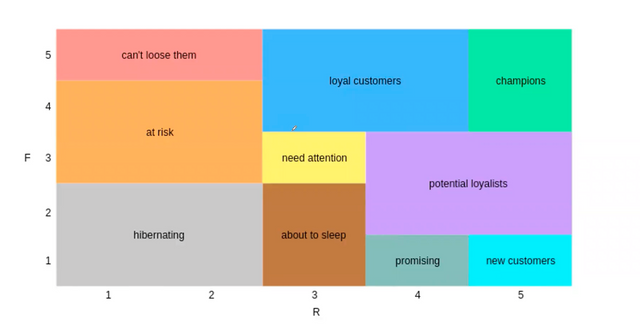 5
can't loose them
loyal customers
champions
4
at risk
F
3
need attention
potential loyalists
2
hibernating
about to sleep
1
promising
new customers
1
2
3
4
5
R